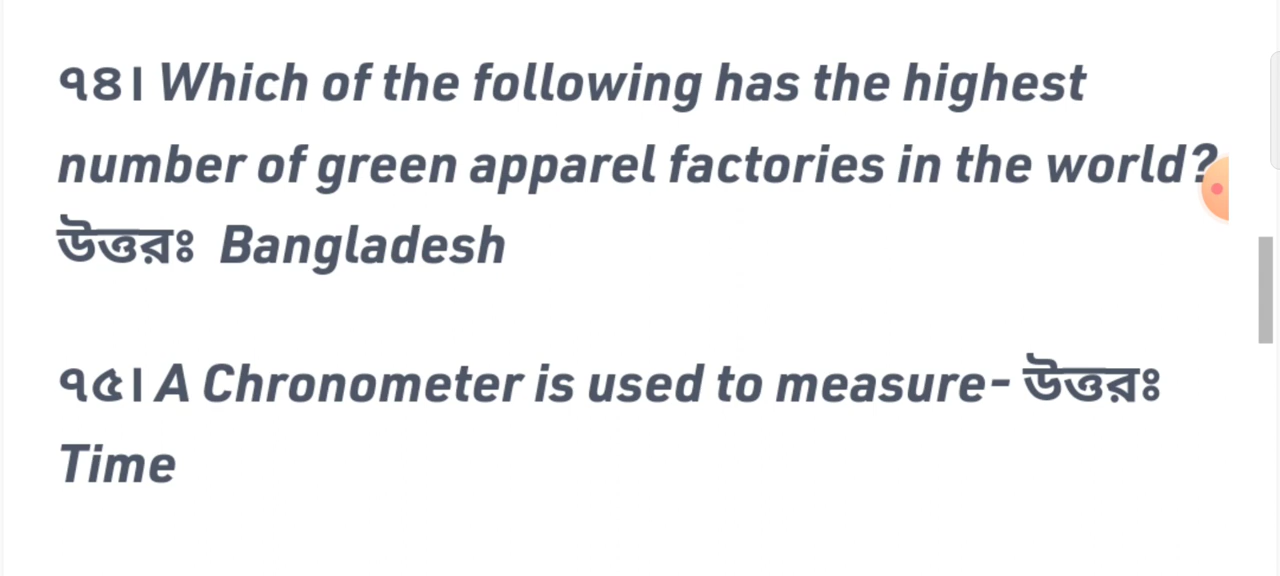 ৭৪। Which of the following has the highest
number of green apparel factories in the world?
উত্তরঃ Bangladesh
৭৫। A Chronometer is used to measure- উত্তরঃ
Time